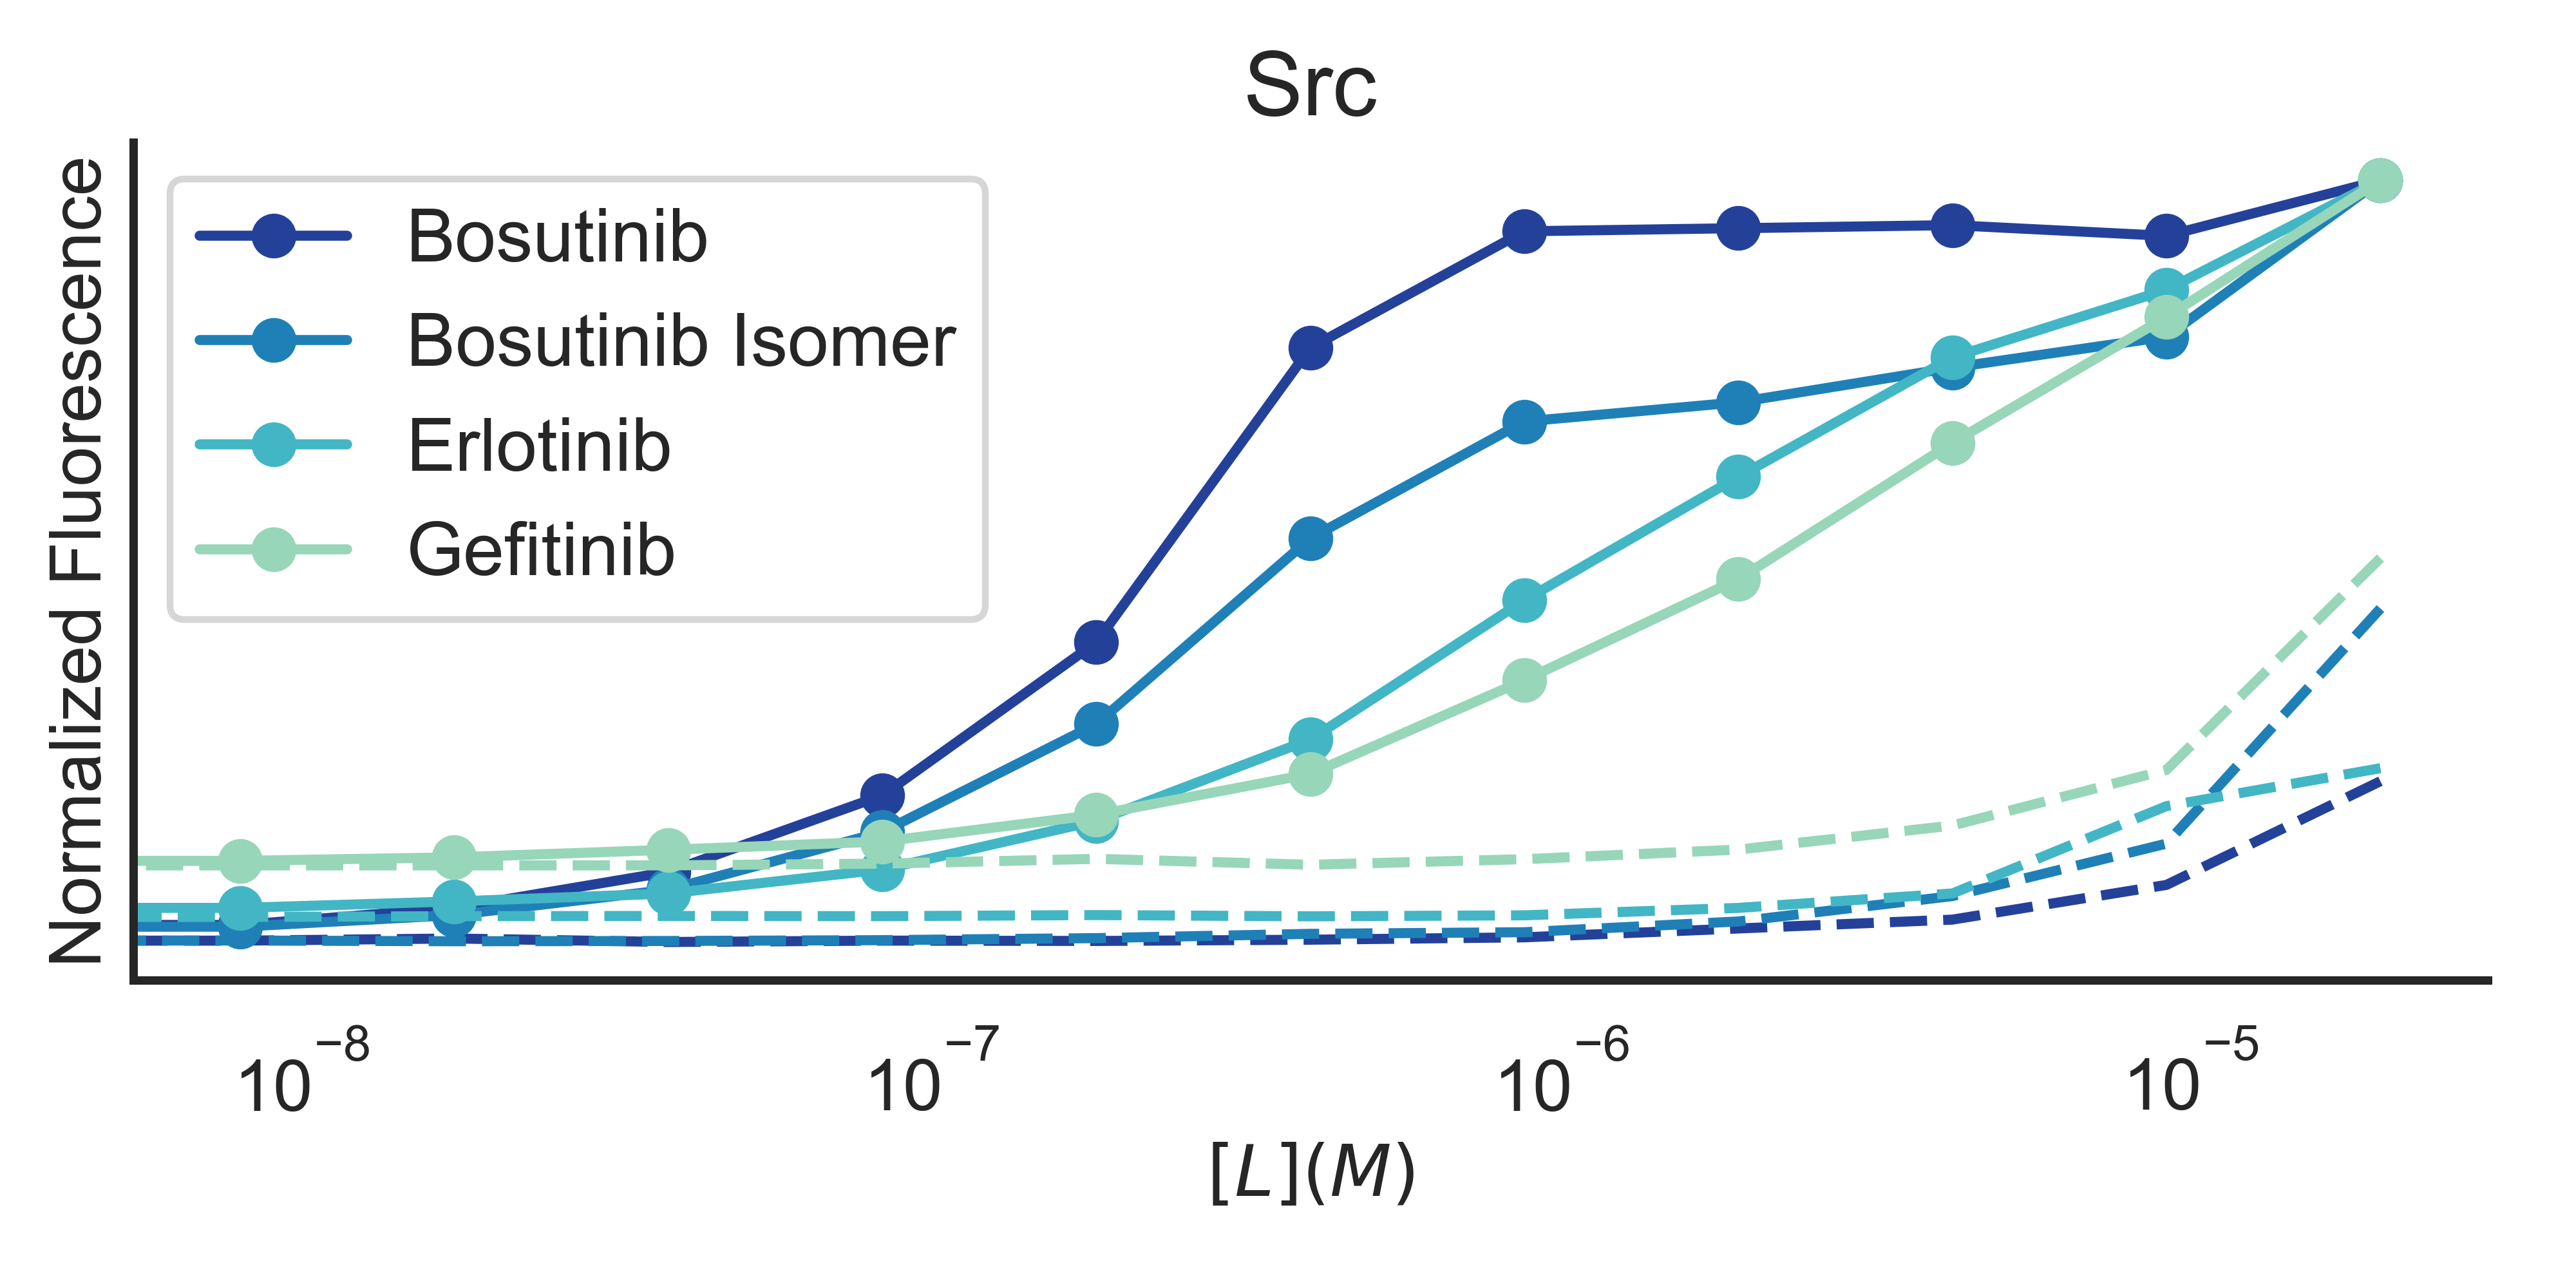 Src
Normalized Fluorescence
Bosutinib
Bosutinib Isomer
Erlotinib
Gefitinib
10⁻⁸ 10⁻⁷ 10⁻⁶ 10⁻⁵
[L](M)